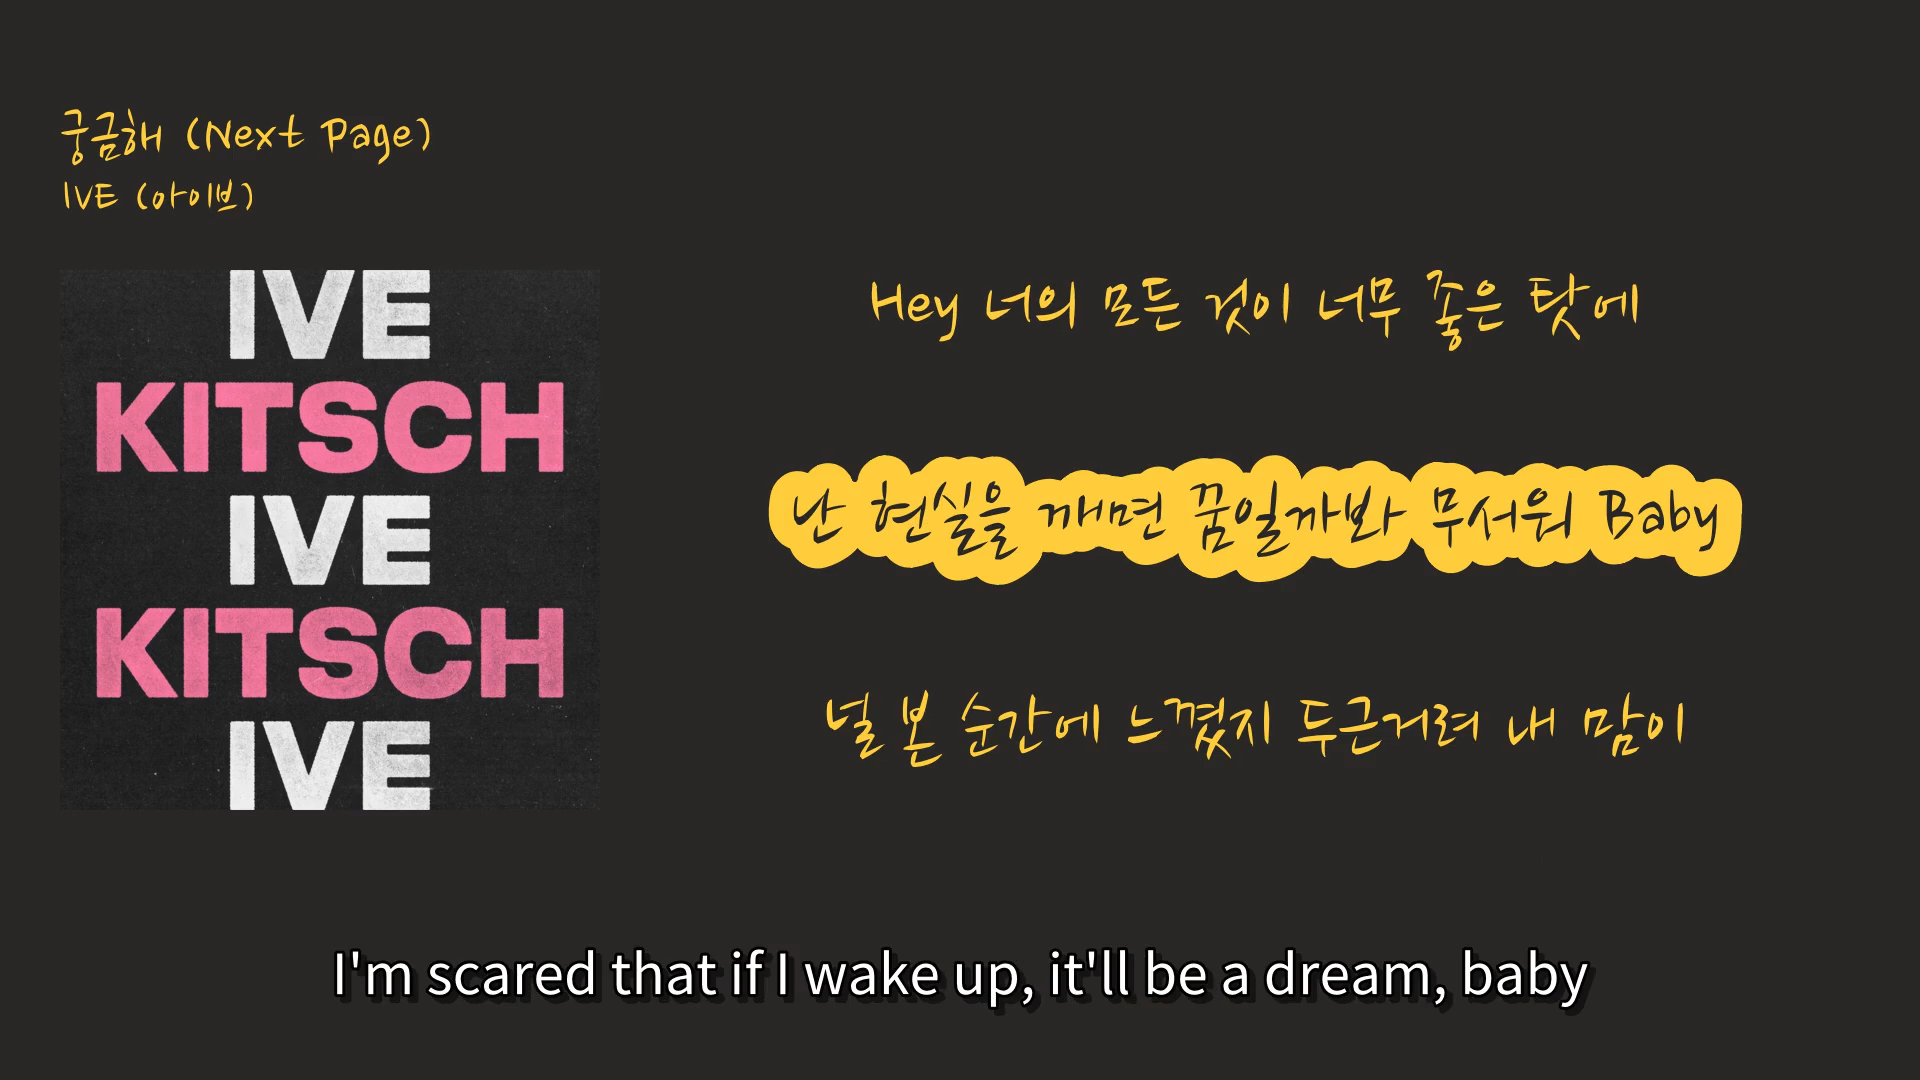 궁금해 (Next Page)
IVE (아이브)
IVE
KITSCH
IVE
KITSCH
IVE
Hey 너의 모든 것이 너무 좋은 탓에
난 현실을 깨면 꿈일까봐 무서워 Baby
널 본 순간에 느꼈지 두근거려 내 맘이
I'm scared that if I wake up, it'll be a dream, baby